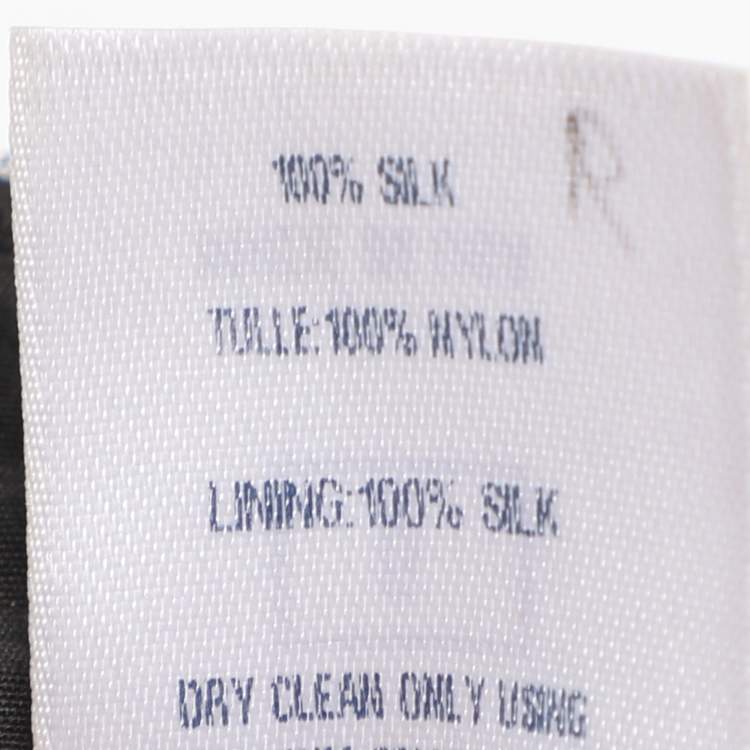 R
100% SILK
TULLE:100% NYLON
LINING:100% SILK
DRY CLEAN ONLY USING